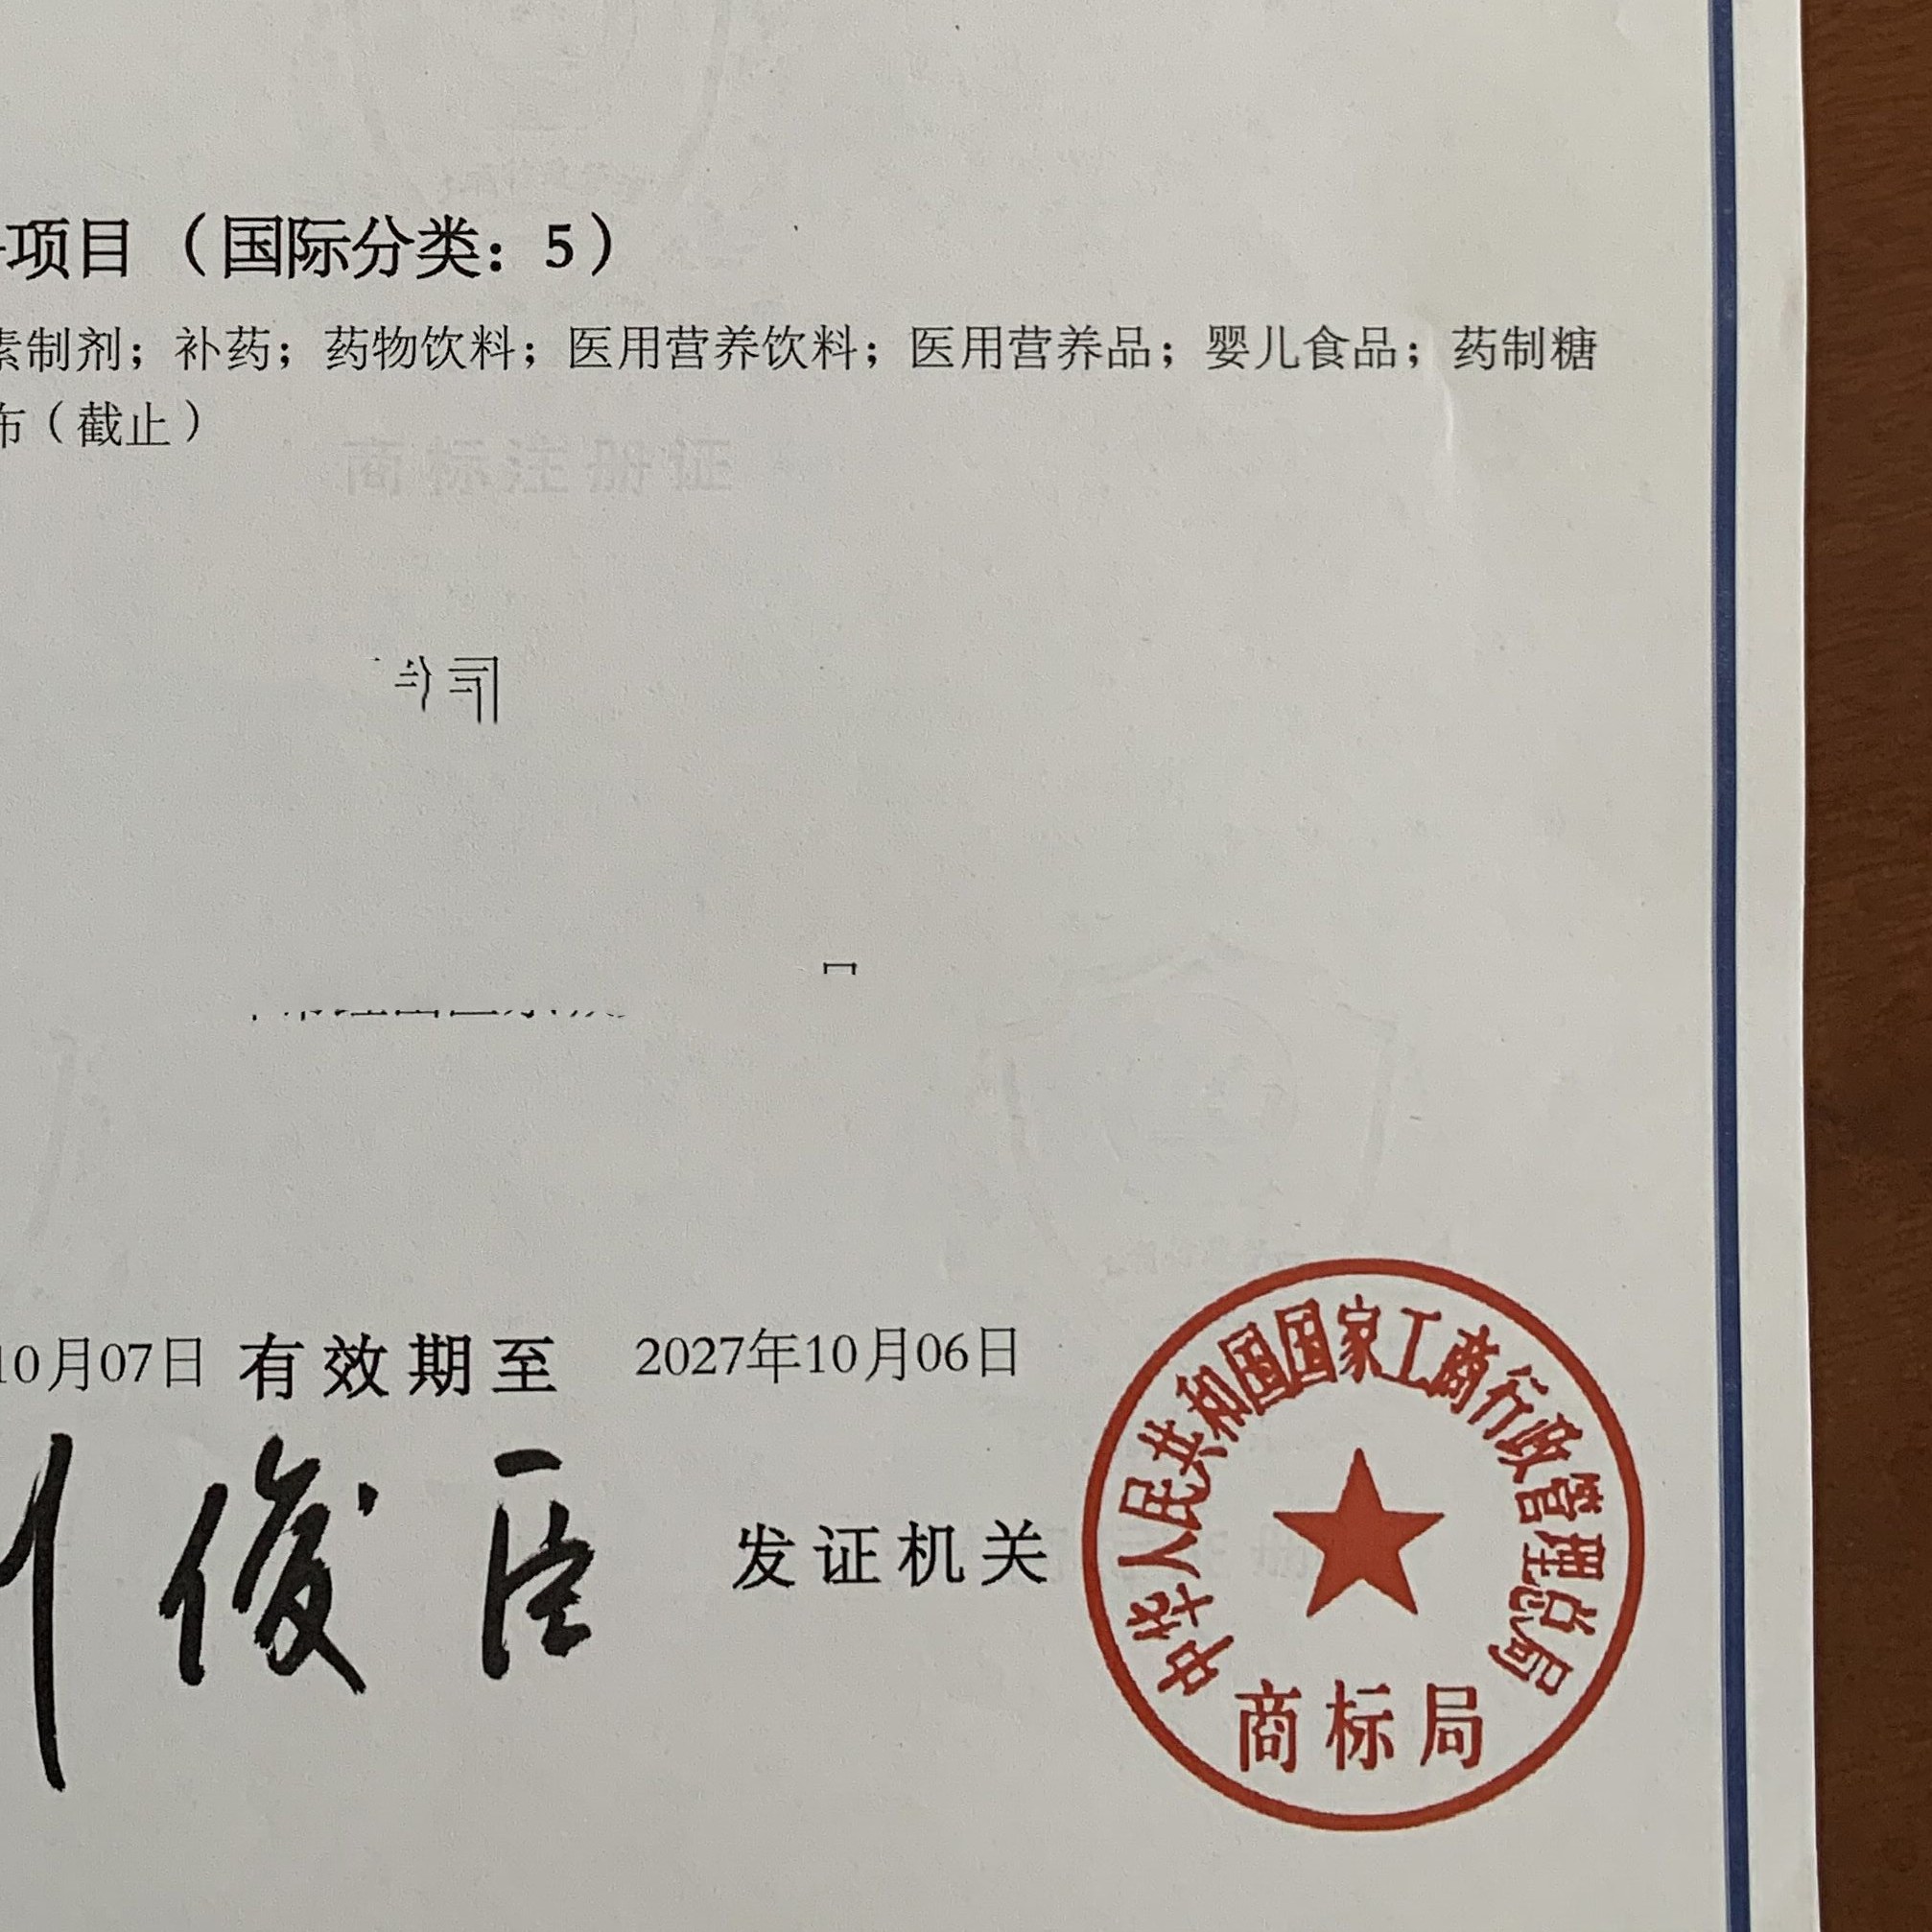 项目（国际分类：5）
素制剂；补药；药物饮料；医用营养饮料；医用营养品；婴儿食品；药制糖
布（截止）
商标注册证
10月07日 有效期至 2027年10月06日
俊臣
发证机关
中华人民共和国国家工商行政管理总局
商标局